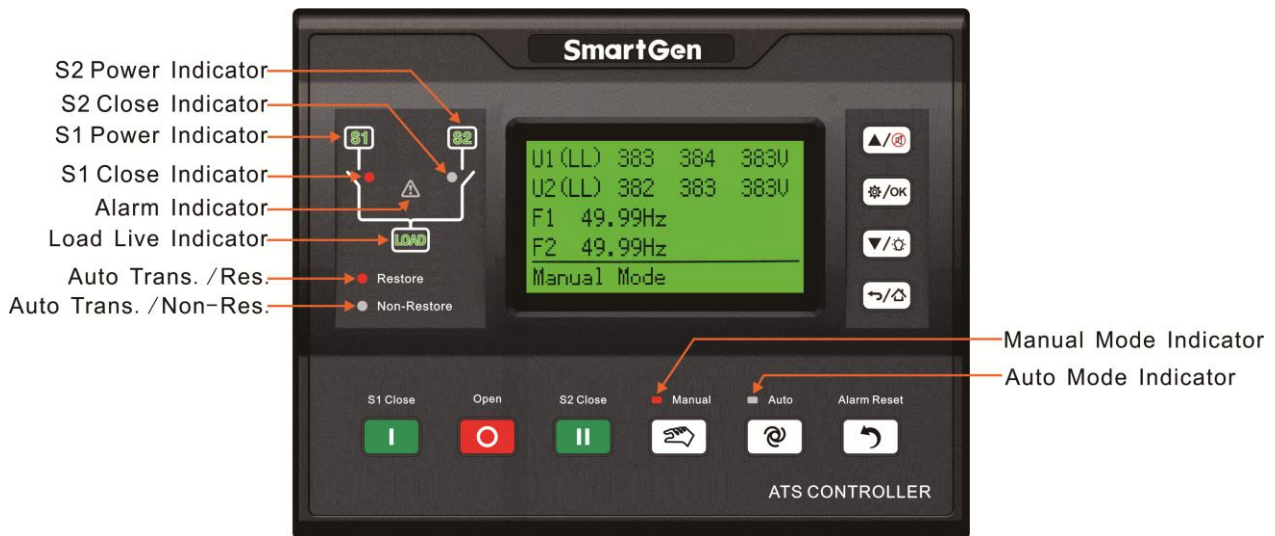 SmartGen
S2 Power Indicator
S2 Close Indicator
S1 Power Indicator
S1 Close Indicator
Alarm Indicator
Load Live Indicator
Auto Trans. /Res.
Auto Trans. /Non-Res.
S1
S2
LOAD
Restore
Non-Restore
U1(LL) 383 384 383V
U2(LL) 382 383 383V
F1 49.99Hz
F2 49.99Hz
Manual Mode
/OK
Manual Mode Indicator
Auto Mode Indicator
S1 Close
Open
S2 Close
Manual
Auto
Alarm Reset
I
O
II
ATS CONTROLLER